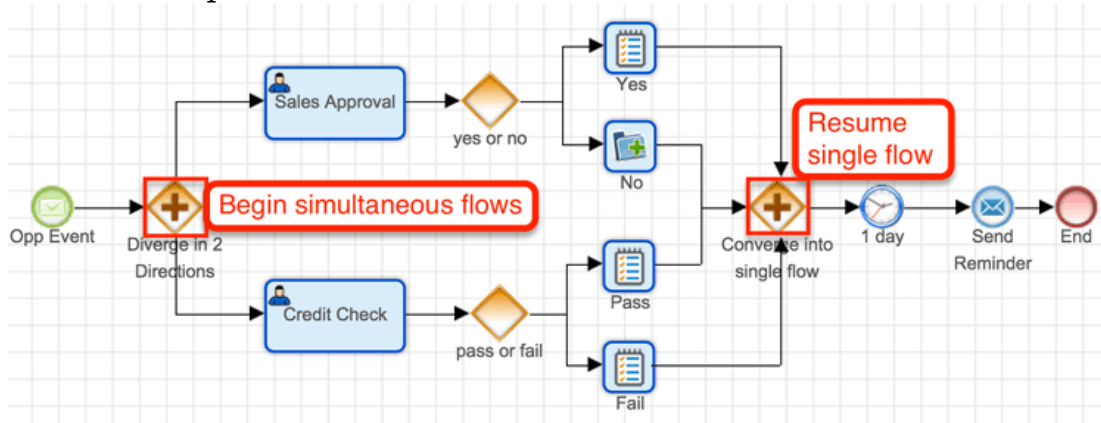 Yes
Sales Approval
yes or no
Resume
single flow
No
Begin simultaneous flows
Opp Event
Diverge in 2
Directions
Converge into
single flow
1 day
Send
Reminder
End
Pass
Credit Check
pass or fail
Fail